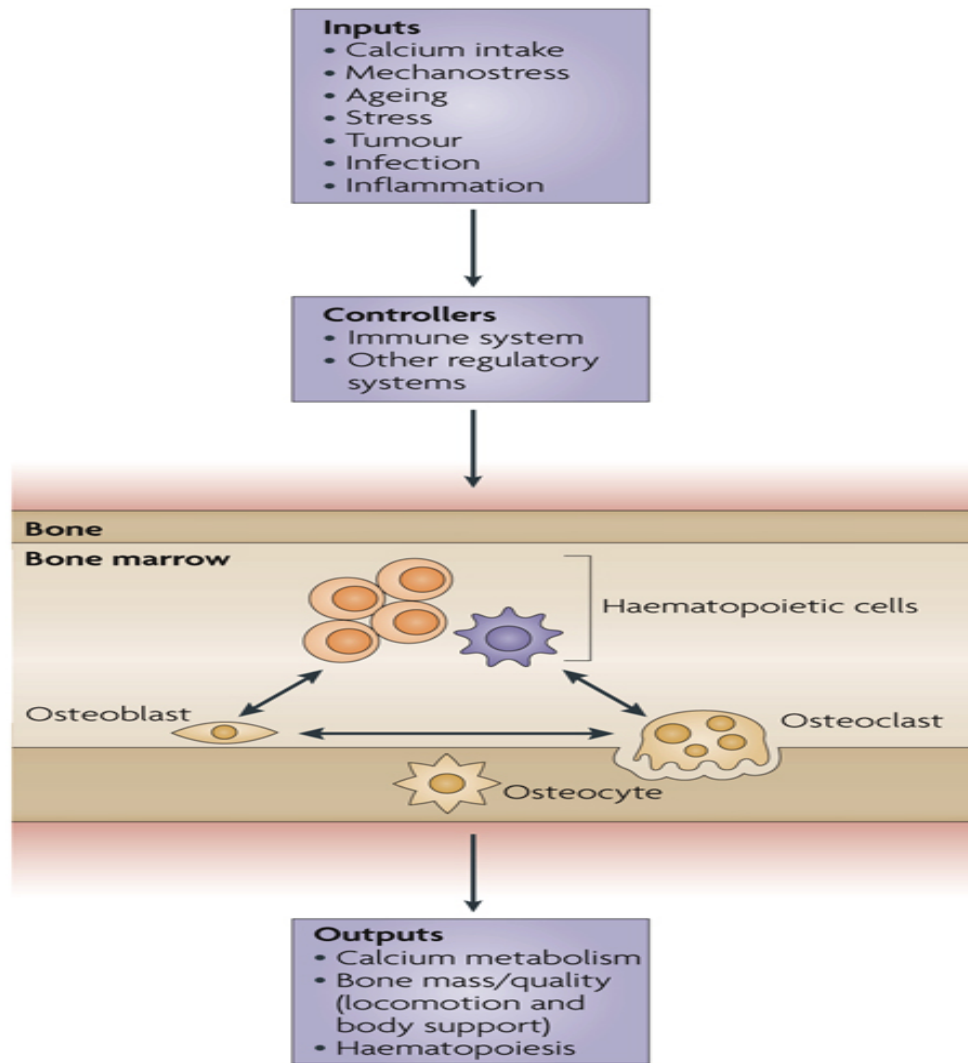 Inputs
• Calcium intake
• Mechanostress
• Ageing
• Stress
• Tumour
• Infection
• Inflammation
Controllers
• Immune system
• Other regulatory
systems
Bone
Bone marrow
Haematopoietic cells
Osteoblast
Osteoclast
Osteocyte
Outputs
• Calcium metabolism
• Bone mass/quality
(locomotion and
body support)
• Haematopoiesis